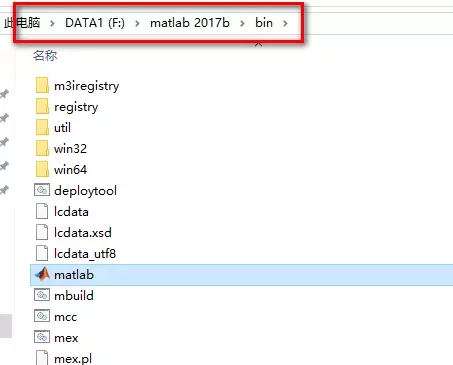 此电脑 > DATA1 (F:) > matlab 2017b > bin >
名称
m3iregistry
registry
util
win32
win64
deploytool
lcdata
lcdata.xsd
lcdata_utf8
matlab
mbuild
mcc
mex
mex.pl